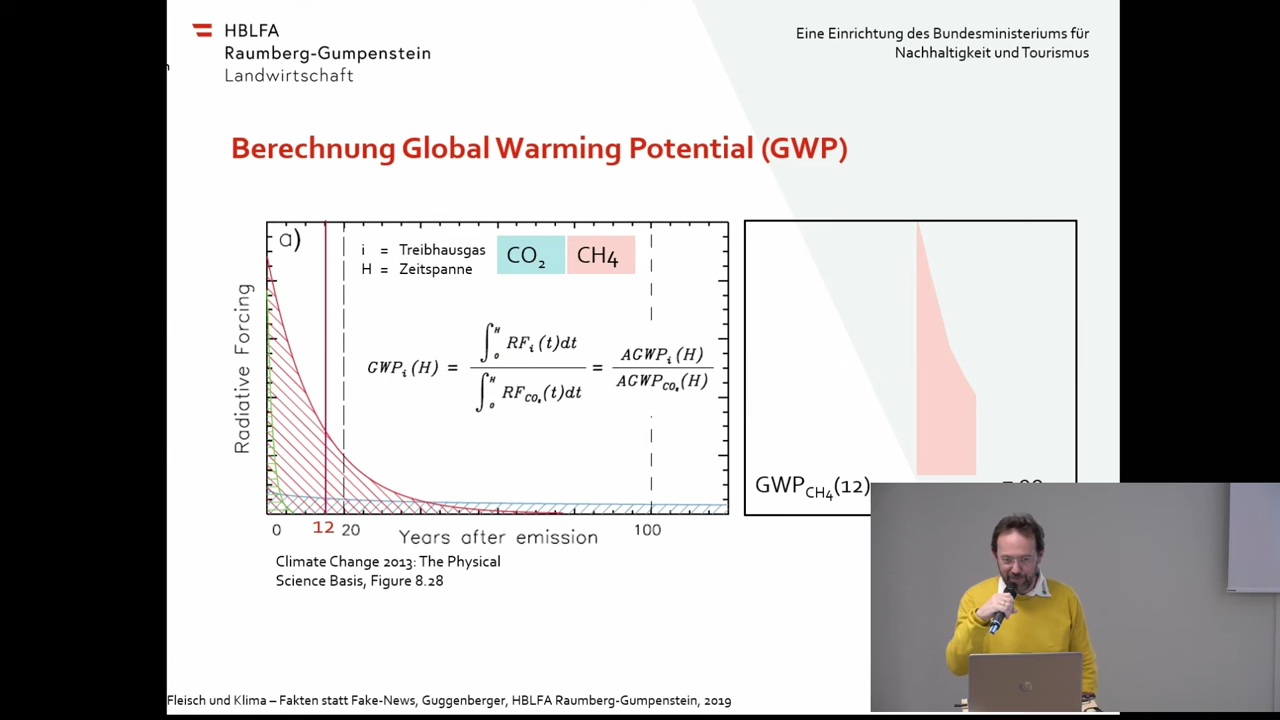 HBLFA
Raumberg-Gumpenstein
Landwirtschaft
Eine Einrichtung des Bundesministeriums für
Nachhaltigkeit und Tourismus
Berechnung Global Warming Potential (GWP)
a)
i = Treibhausgas
H = Zeitspanne
CO₂ CH4
Radiative Forcing
GWPᵢ(H) = ∫₀ᴴ RFᵢ(t)dt / ∫₀ᴴ RF_CO₂(t)dt = AGWPᵢ(H) / AGWP_CO₂(H)
0 12 20 100
Years after emission
GWP_CH4(12)
Climate Change 2013: The Physical
Science Basis, Figure 8.28
Fleisch und Klima – Fakten statt Fake-News, Guggenberger, HBLFA Raumberg-Gumpenstein, 2019